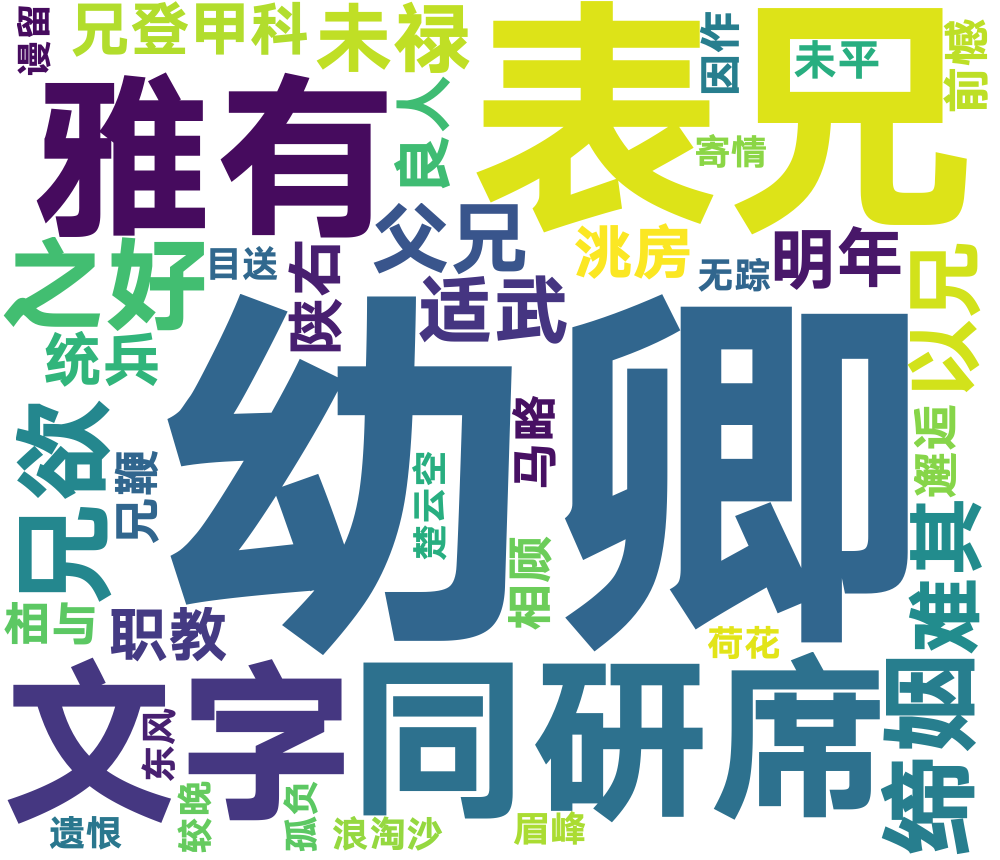 谩留
兄登甲科
未禄
表兄
因作
未平
前憾
雅有
良人
寄情
父兄
洮房
明年
之好
目送
陕右
适武
无踪
以兄
统兵
幼卿
马略
邂逅
兄欲
兄鞭
楚云空
相顾
难其
苗与
职教
荷花
文字
同研席
缔姻
东风
较晚
孤负
遗恨
浪淘沙
眉峰